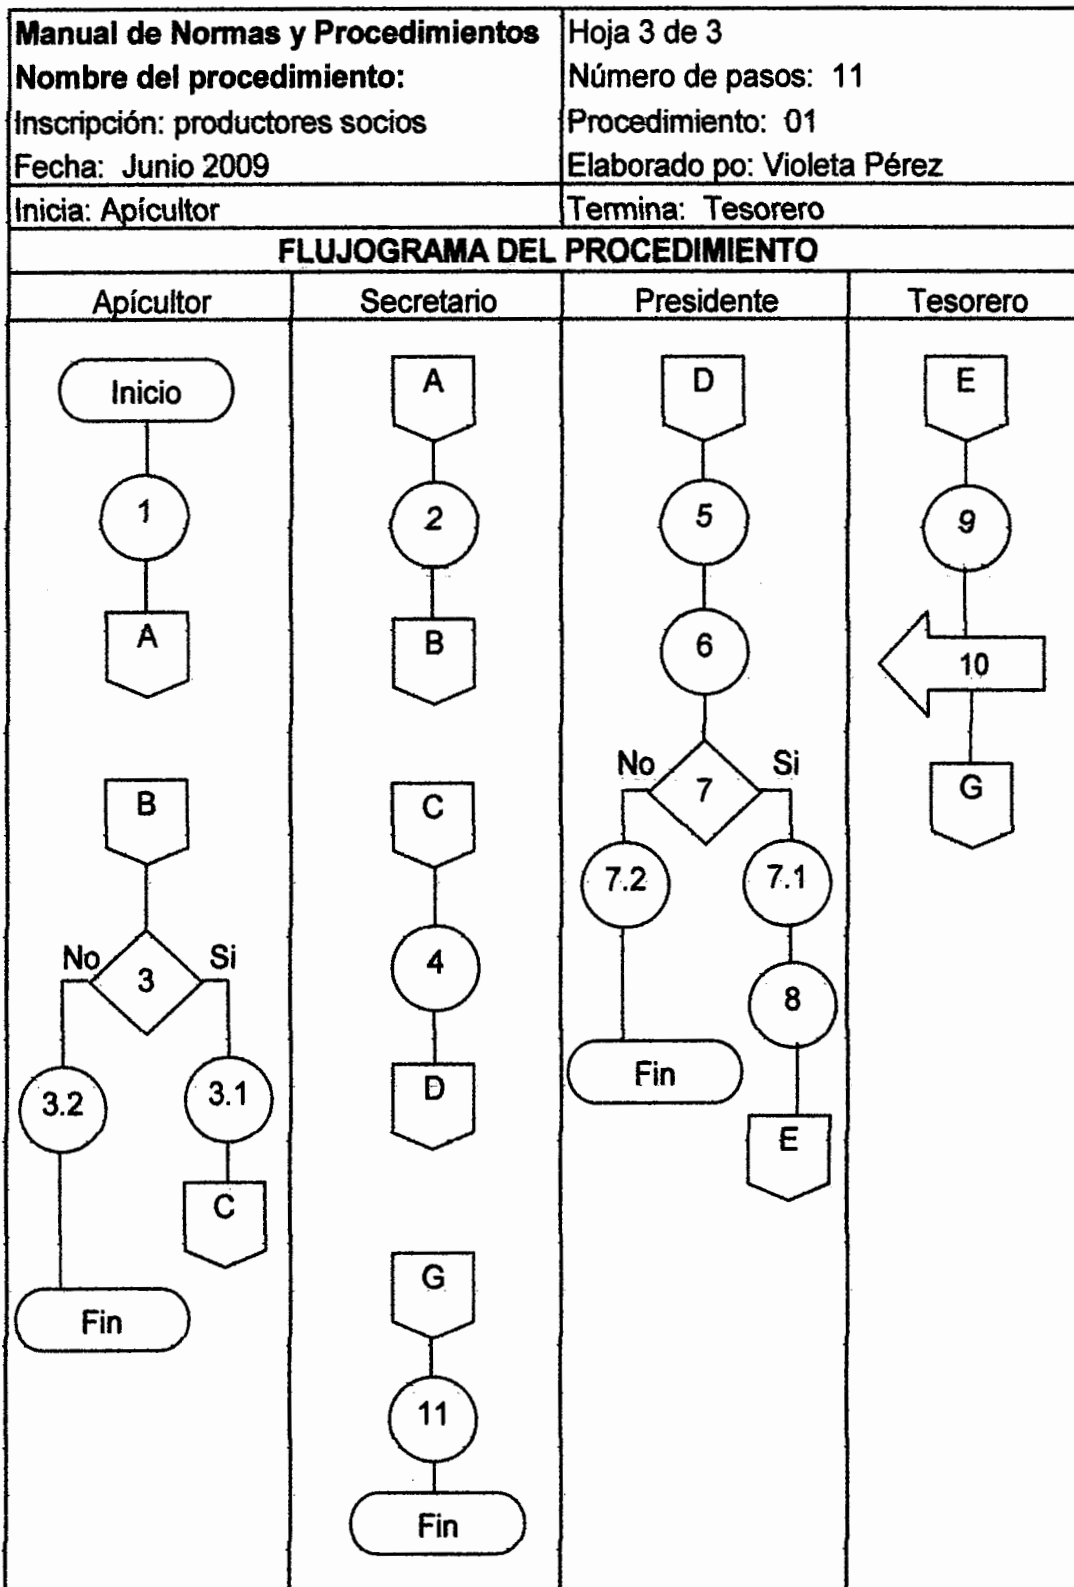 Manual de Normas y Procedimientos
Nombre del procedimiento:
Inscripción: productores socios
Fecha: Junio 2009
Hoja 3 de 3
Número de pasos: 11
Procedimiento: 01
Elaborado po: Violeta Pérez
Inicia: Apícultor
Termina: Tesorero
FLUJOGRAMA DEL PROCEDIMIENTO
Apícultor
Secretario
Presidente
Tesorero
Inicio
1
A
B
No
3
Si
3.2
3.1
C
Fin
A
2
B
C
4
D
G
11
Fin
D
5
6
No
7
Si
7.2
7.1
8
Fin
E
E
9
10
G